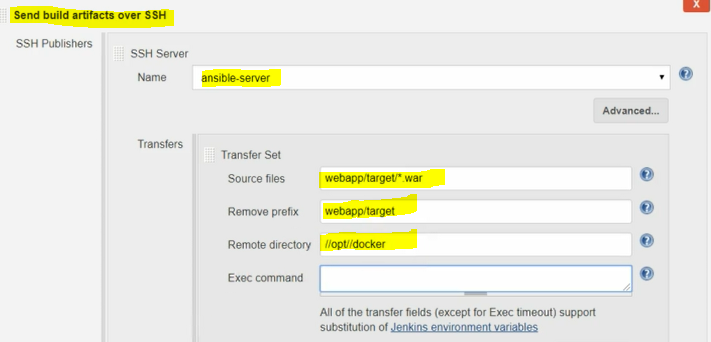 X
Send build artifacts over SSH
SSH Publishers
SSH Server
Name
ansible-server
Advanced...
Transfers
Transfer Set
Source files
webapp/target/*.war
Remove prefix
webapp/target
Remote directory
//opt//docker
Exec command
All of the transfer fields (except for Exec timeout) support
substitution of Jenkins environment variables